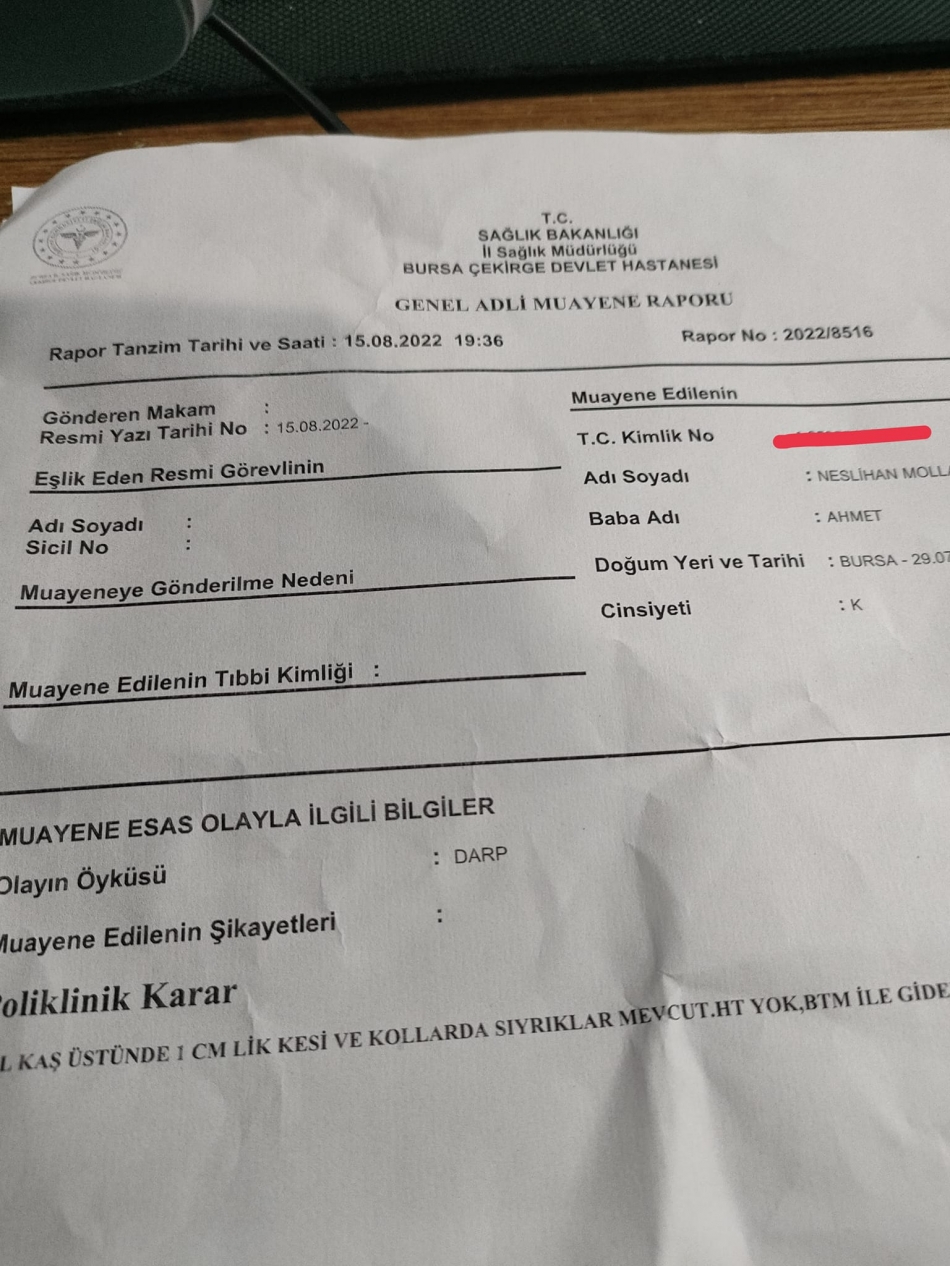 T.C.
SAĞLIK BAKANLIĞI
İl Sağlık Müdürlüğü
BURSA ÇEKİRGE DEVLET HASTANESİ
GENEL ADLİ MUAYENE RAPORU
Rapor Tanzim Tarihi ve Saati : 15.08.2022 19:36
Rapor No : 2022/8516
Gönderen Makam :
Resmi Yazı Tarihi No : 15.08.2022 -
Eşlik Eden Resmi Görevlinin
Adı Soyadı :
Sicil No :
Muayeneye Gönderilme Nedeni
Muayene Edilenin Tıbbi Kimliği :
Muayene Edilenin
T.C. Kimlik No
Adı Soyadı : NESLİHAN MOLLA
Baba Adı : AHMET
Doğum Yeri ve Tarihi : BURSA - 29.07
Cinsiyeti : K
MUAYENE ESAS OLAYLA İLGİLİ BİLGİLER
Olayın Öyküsü : DARP
Muayene Edilenin Şikayetleri :
Poliklinik Karar
L KAŞ ÜSTÜNDE 1 CM LİK KESİ VE KOLLARDA SIYRIKLAR MEVCUT.HT YOK,BTM İLE GİDE